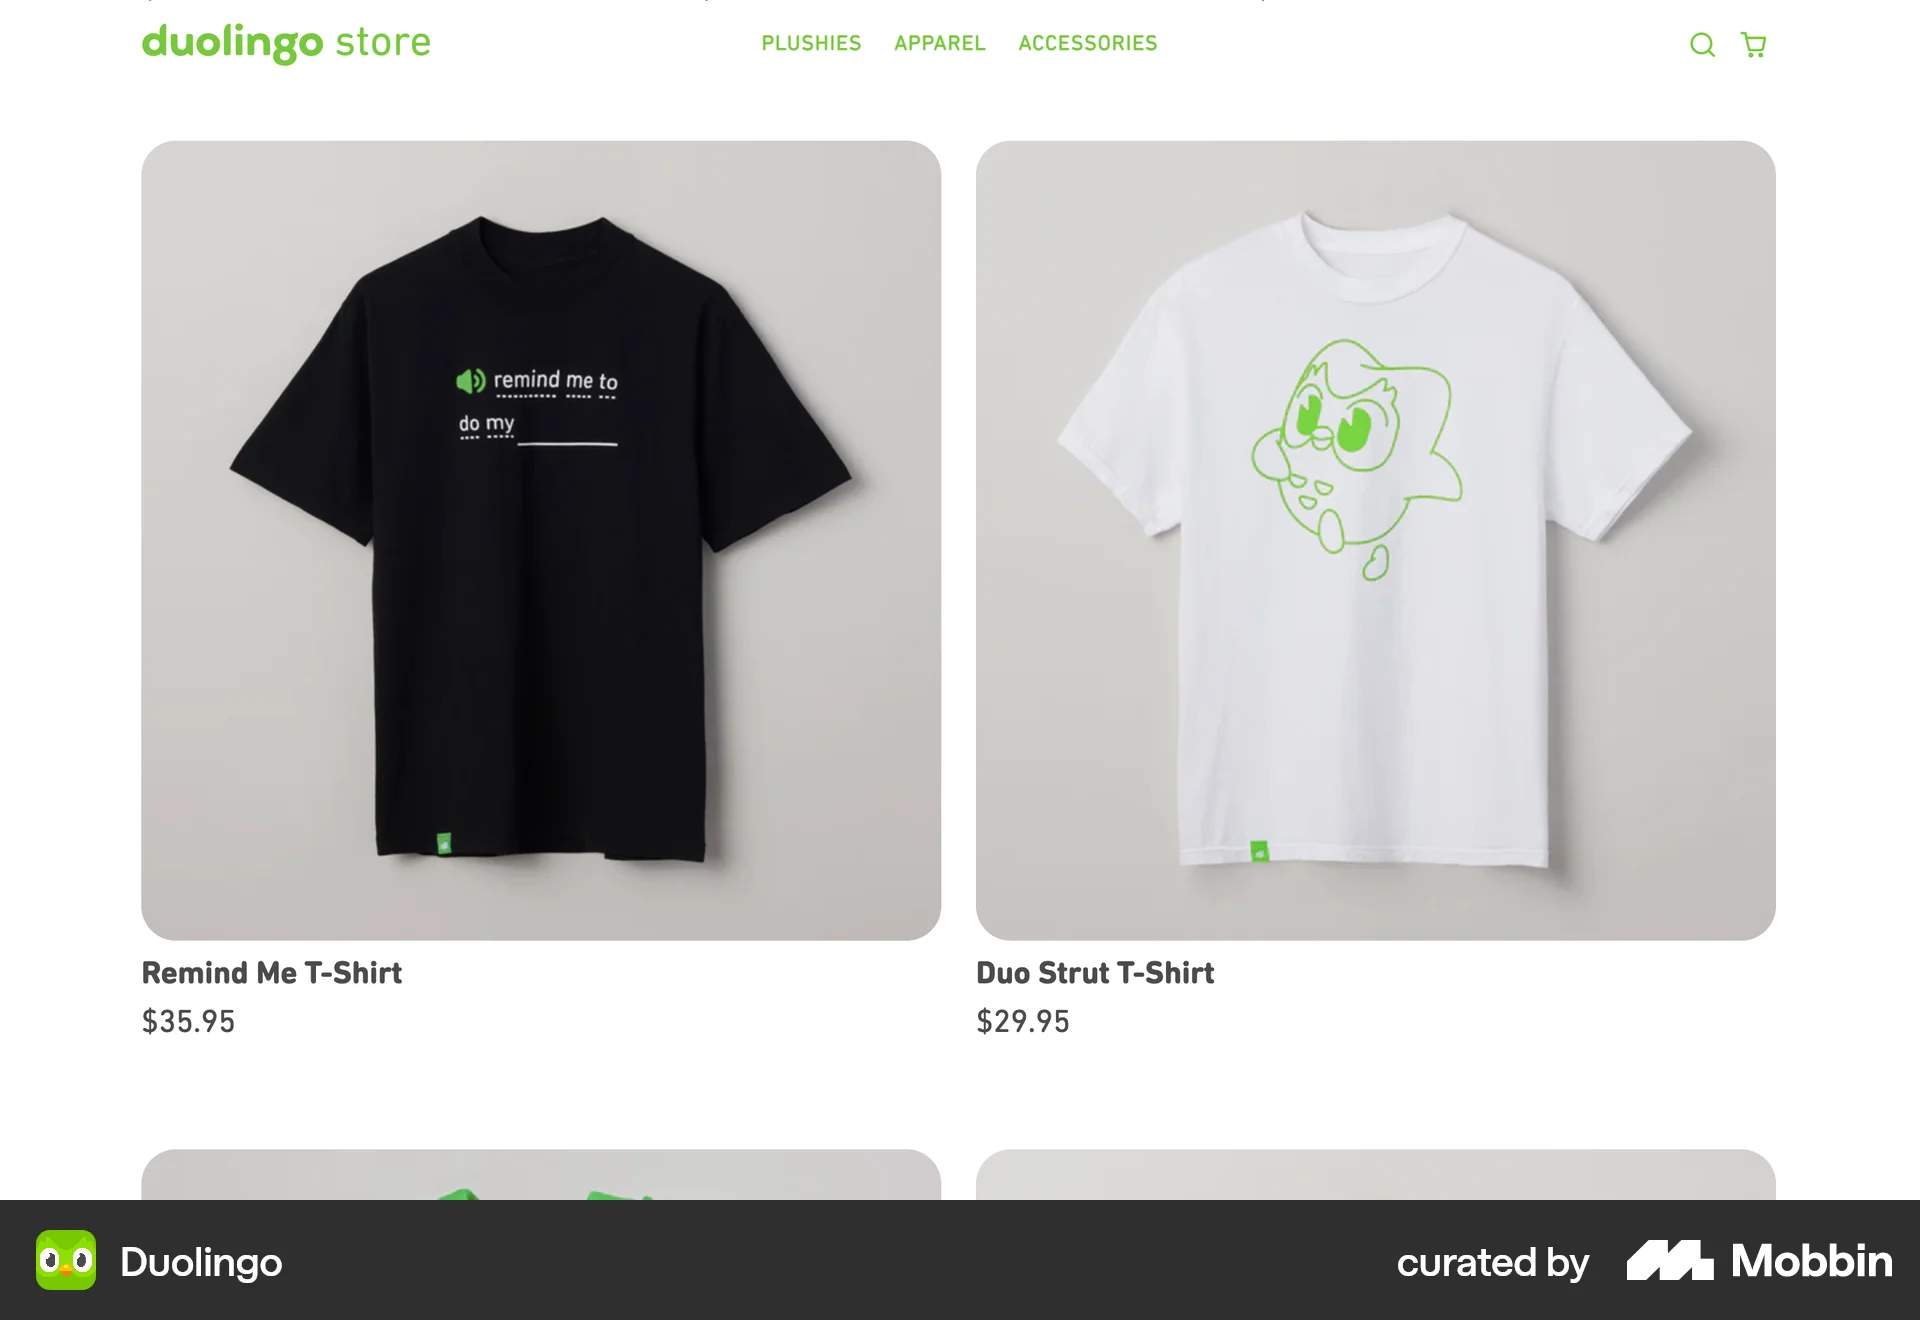 duolingo store
PLUSHIES APPAREL ACCESSORIES
remind me to
do my
Remind Me T-Shirt
$35.95
Duo Strut T-Shirt
$29.95
Duolingo
curated by Mobbin